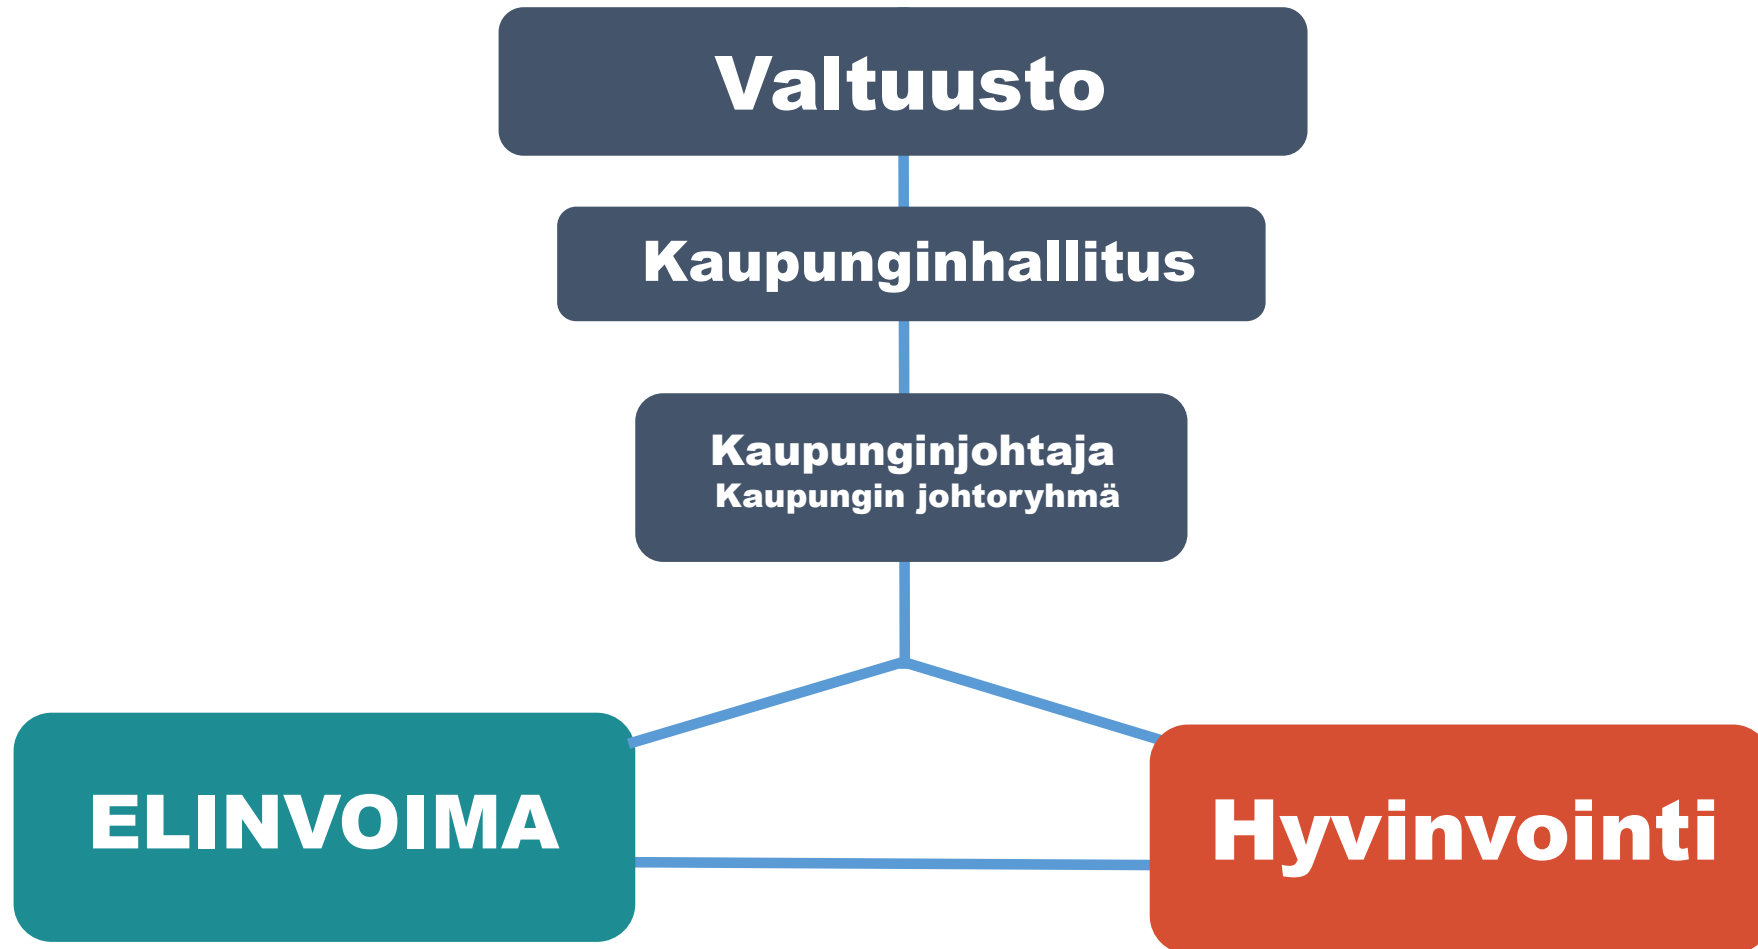 Valtuusto
Kaupunginhallitus
Kaupunginjohtaja
Kaupungin johtoryhmä
ELINVOIMA
Hyvinvointi